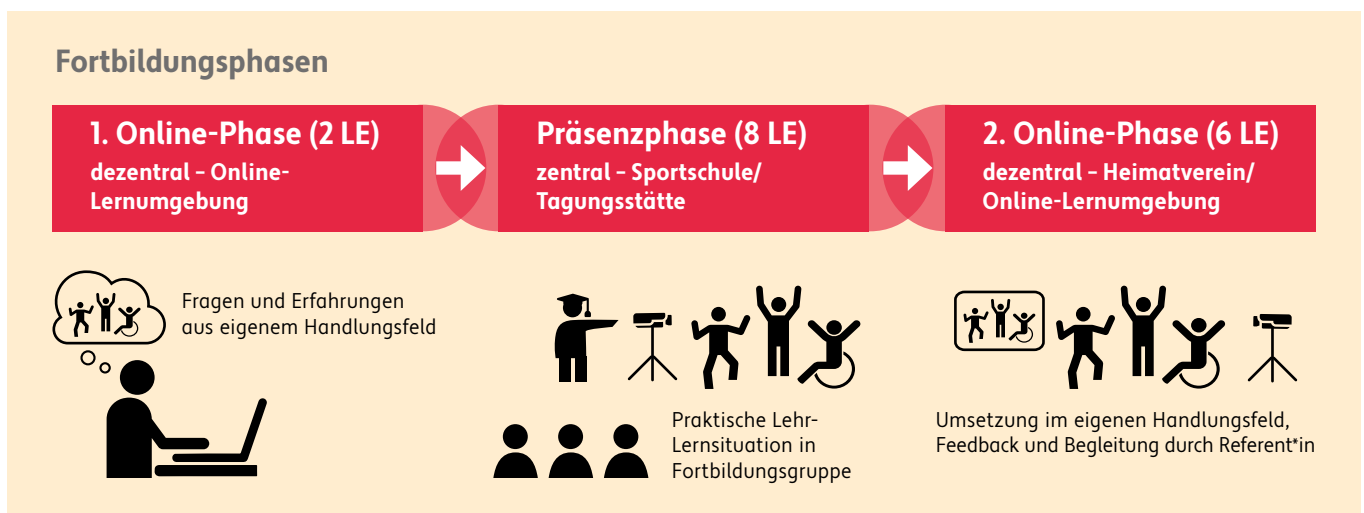 Fortbildungsphasen
1. Online-Phase (2 LE)
dezentral – Online-
Lernumgebung
Präsenzphase (8 LE)
zentral – Sportschule/
Tagungsstätte
2. Online-Phase (6 LE)
dezentral – Heimatverein/
Online-Lernumgebung
Fragen und Erfahrungen
aus eigenem Handlungsfeld
Praktische Lehr-
Lernsituation in
Fortbildungsgruppe
Umsetzung im eigenen Handlungsfeld,
Feedback und Begleitung durch Referent*in